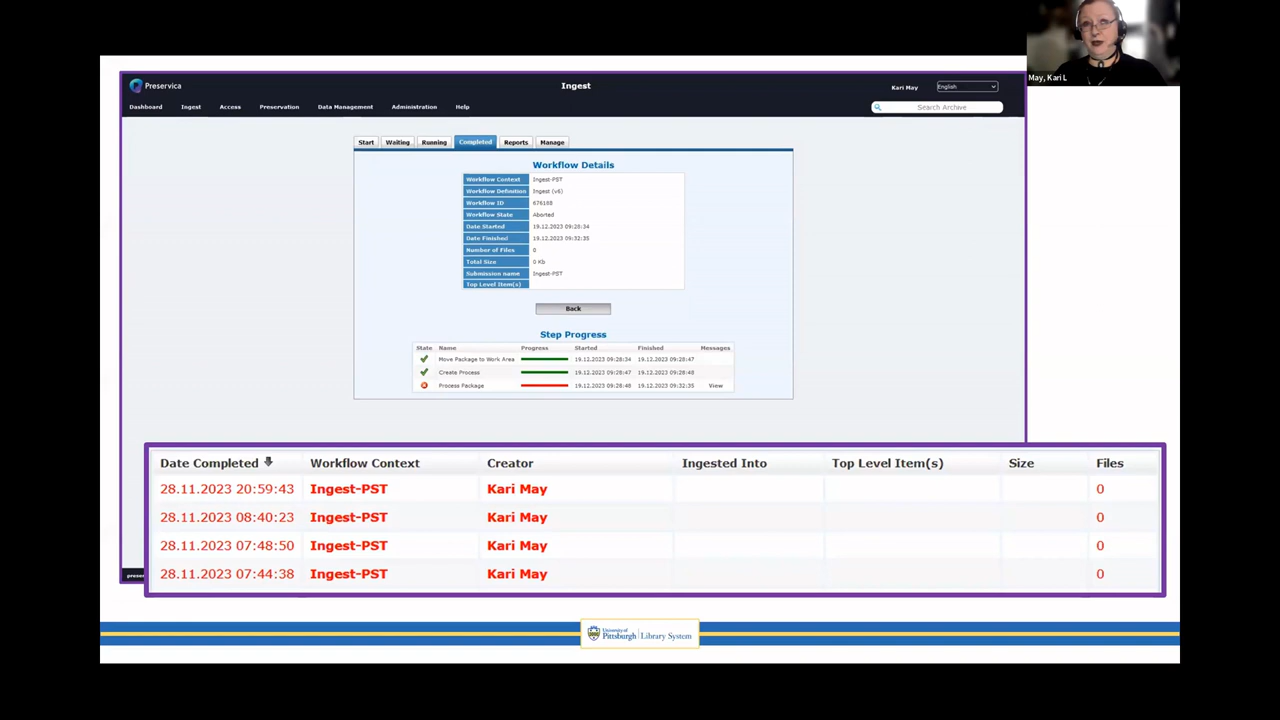 May, Kari L
Preservica
Ingest
Kari May
English
Dashboard Ingest Access Preservation Data Management Administration Help
Search Archive
Start Waiting Running Completed Reports Manage
Workflow Details
Workflow Context Ingest-PST
Workflow Definition Ingest (v6)
Workflow ID 676108
Workflow State Aborted
Date Started 19.12.2023 09:28:34
Date Finished 19.12.2023 09:32:35
Number of Files 0
Total Size 0 Kb
Submission name Ingest-PST
Top Level Item(s)
Back
Step Progress
State Name Progress Started Finished Messages
Move Package to Work Area 19.12.2023 09:28:34 19.12.2023 09:28:47
Create Process 19.12.2023 09:28:47 19.12.2023 09:28:48
Process Package 19.12.2023 09:28:48 19.12.2023 09:32:35 View
Date Completed Workflow Context Creator Ingested Into Top Level Item(s) Size Files
28.11.2023 20:59:43 Ingest-PST Kari May 0
28.11.2023 08:40:23 Ingest-PST Kari May 0
28.11.2023 07:48:50 Ingest-PST Kari May 0
28.11.2023 07:44:38 Ingest-PST Kari May 0
University of
Pittsburgh Library System